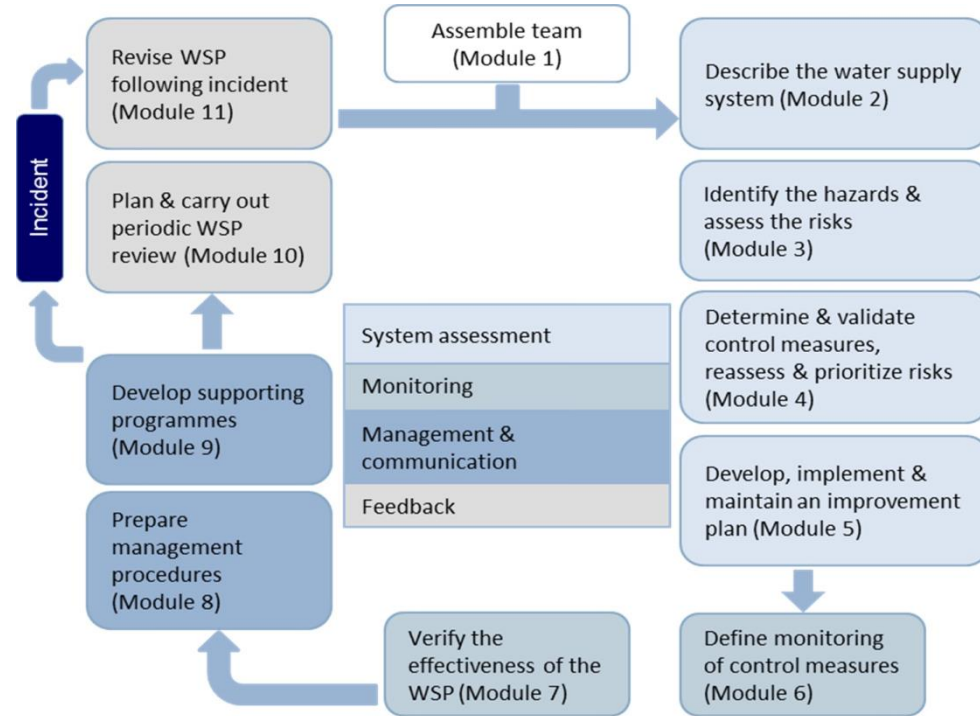 Assemble team
(Module 1)
Revise WSP
following incident
(Module 11)
Describe the water supply
system (Module 2)
Incident
Plan & carry out
periodic WSP
review (Module 10)
Identify the hazards &
assess the risks
(Module 3)
Determine & validate
control measures,
reassess & prioritize risks
(Module 4)
System assessment
Monitoring
Management &
communication
Feedback
Develop supporting
programmes
(Module 9)
Develop, implement &
maintain an improvement
plan (Module 5)
Prepare
management
procedures
(Module 8)
Verify the
effectiveness of the
WSP (Module 7)
Define monitoring
of control measures
(Module 6)